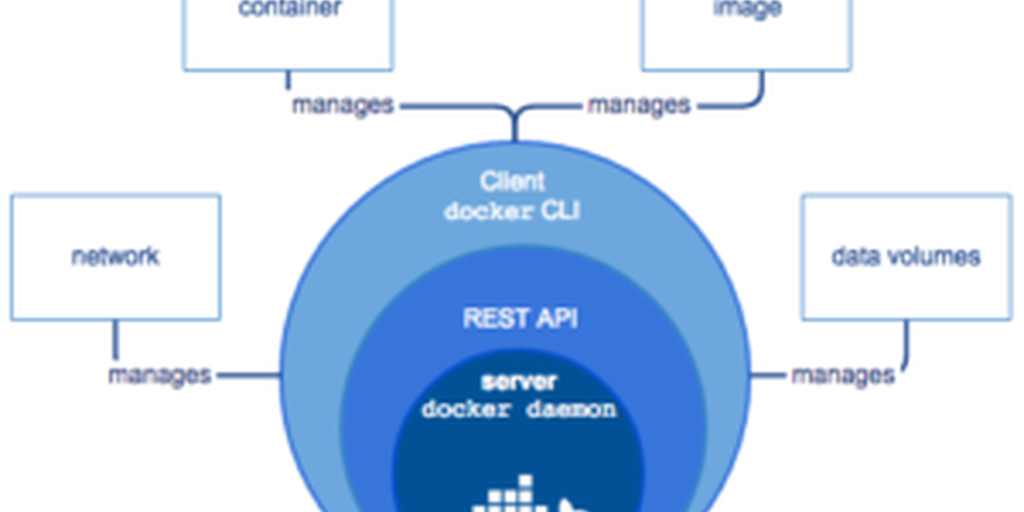 container
image
manages
manages
Client
docker CLI
network
data volumes
REST API
manages
manages
server
docker daemon